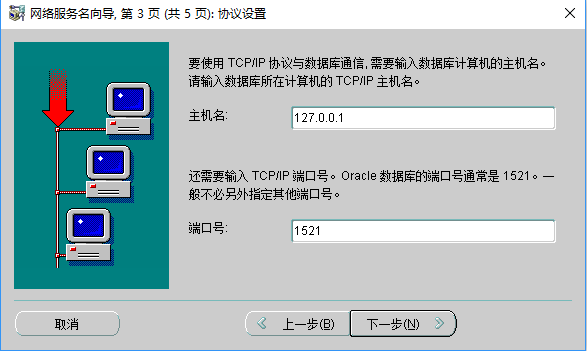 网络服务名向导, 第 3 页 (共 5 页): 协议设置
要使用 TCP/IP 协议与数据库通信, 需要输入数据库计算机的主机名。
请输入数据库所在计算机的 TCP/IP 主机名。
主机名:
127.0.0.1
还需要输入 TCP/IP 端口号。Oracle 数据库的端口号通常是 1521。一
般不必另外指定其他端口号。
端口号:
1521
取消
上一步(B)
下一步(N)